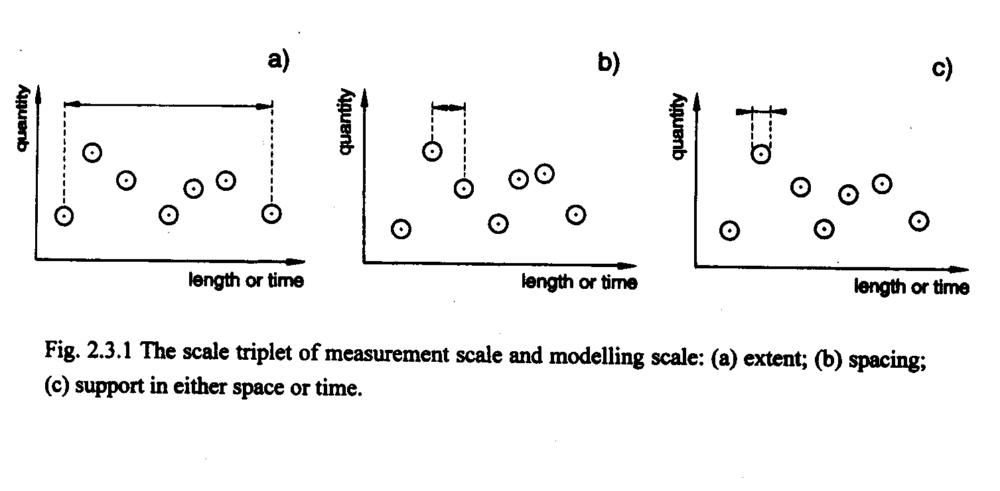 a)
quantity
length or time
b)
quantity
length or time
c)
quantity
length or time
Fig. 2.3.1 The scale triplet of measurement scale and modelling scale: (a) extent; (b) spacing;
(c) support in either space or time.